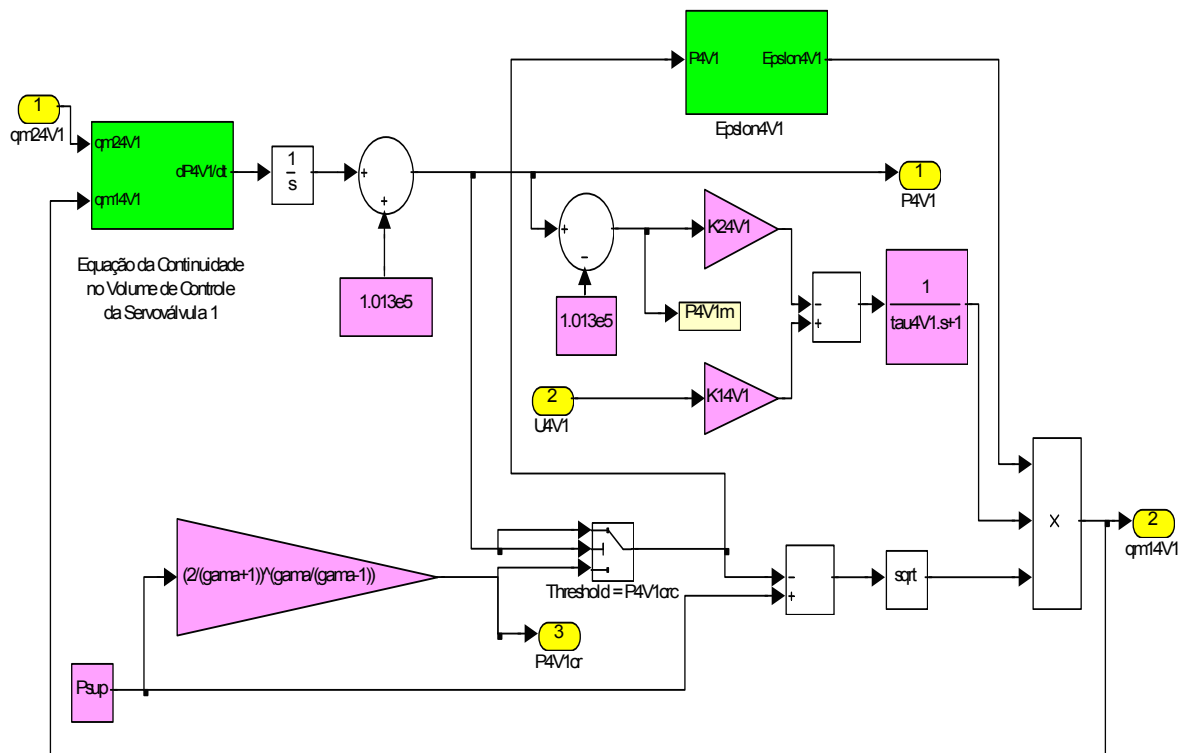 P4V1
Epslon4V1
Epslon4V1
1
qm24V1
qm24V1
qm14V1
dP4V1/dt
Equação da Continuidade
no Volume de Controle
da Servoválvula 1
1
s
+
+
1.013e5
+
-
1.013e5
K24V1
P4V1m
1
P4V1
2
U4V1
K14V1
-
+
1
tau4V1.s+1
(2/(gama+1))^(gama/(gama-1))
Threshold = P4V1crc
3
P4V1cr
Psup
-
+
sqrt
X
2
qm14V1